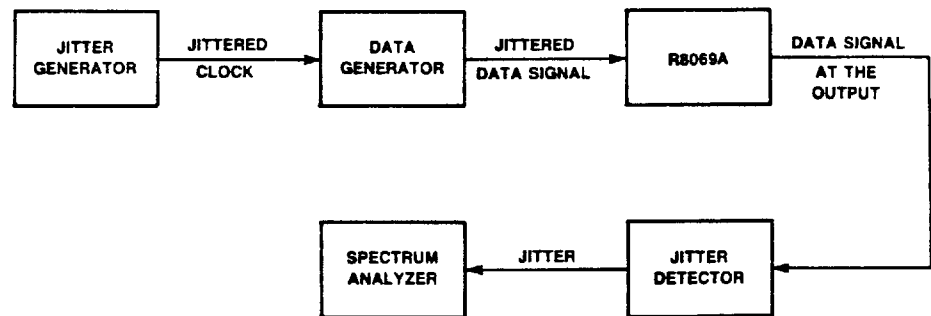 JITTER
GENERATOR
JITTERED
CLOCK
DATA
GENERATOR
JITTERED
DATA SIGNAL
R8069A
DATA SIGNAL
AT THE
OUTPUT
SPECTRUM
ANALYZER
JITTER
JITTER
DETECTOR